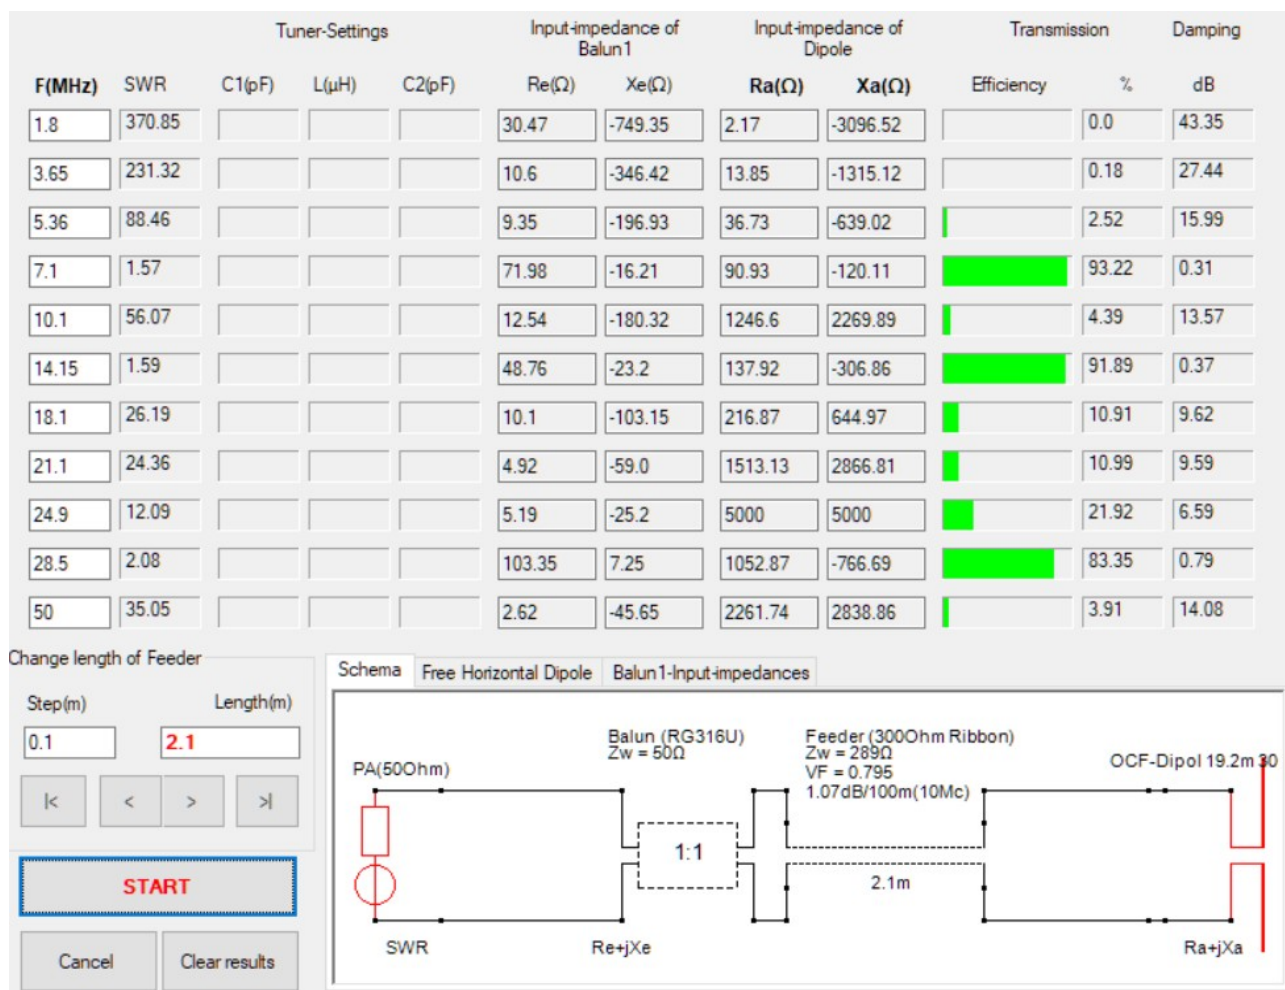 Tuner-Settings Input-impedance of Balun1 Input-impedance of Dipole Transmission Damping
F(MHz) SWR C1(pF) L(µH) C2(pF) Re(Ω) Xe(Ω) Ra(Ω) Xa(Ω) Efficiency % dB
1.8 370.85 30.47 -749.35 2.17 -3096.52 0.0 43.35
3.65 231.32 10.6 -346.42 13.85 -1315.12 0.18 27.44
5.36 88.46 9.35 -196.93 36.73 -639.02 2.52 15.99
7.1 1.57 71.98 -16.21 90.93 -120.11 93.22 0.31
10.1 56.07 12.54 -180.32 1246.6 2269.89 4.39 13.57
14.15 1.59 48.76 -23.2 137.92 -306.86 91.89 0.37
18.1 26.19 10.1 -103.15 216.87 644.97 10.91 9.62
21.1 24.36 4.92 -59.0 1513.13 2866.81 10.99 9.59
24.9 12.09 5.19 -25.2 5000 5000 21.92 6.59
28.5 2.08 103.35 7.25 1052.87 -766.69 83.35 0.79
50 35.05 2.62 -45.65 2261.74 2838.86 3.91 14.08
Change length of Feeder
Step(m) Length(m)
0.1 2.1
|< < > >|
START
Cancel Clear results
Schema Free Horizontal Dipole Balun1-Input-impedances
PA(50Ohm)
Balun (RG316U)
Zw = 50Ω
Feeder (300Ohm Ribbon)
Zw = 289Ω
VF = 0.795
1.07dB/100m(10Mc)
OCF-Dipol 19.2m 30
1:1
2.1m
SWR Re+jXe Ra+jXa